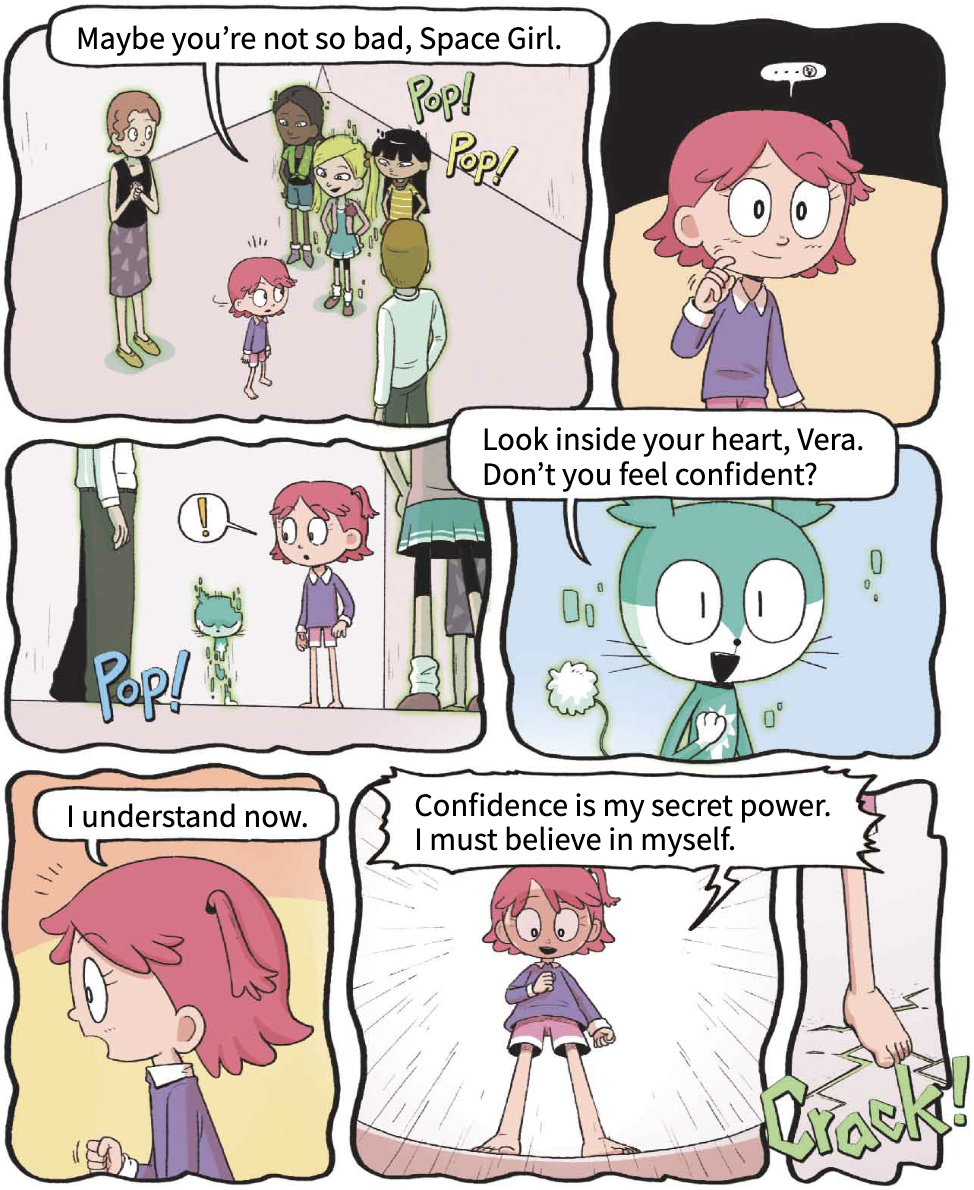 Maybe you're not so bad, Space Girl.
Pop!
Pop!
...
!
Pop!
Look inside your heart, Vera.
Don't you feel confident?
I understand now.
Confidence is my secret power.
I must believe in myself.
Crack!